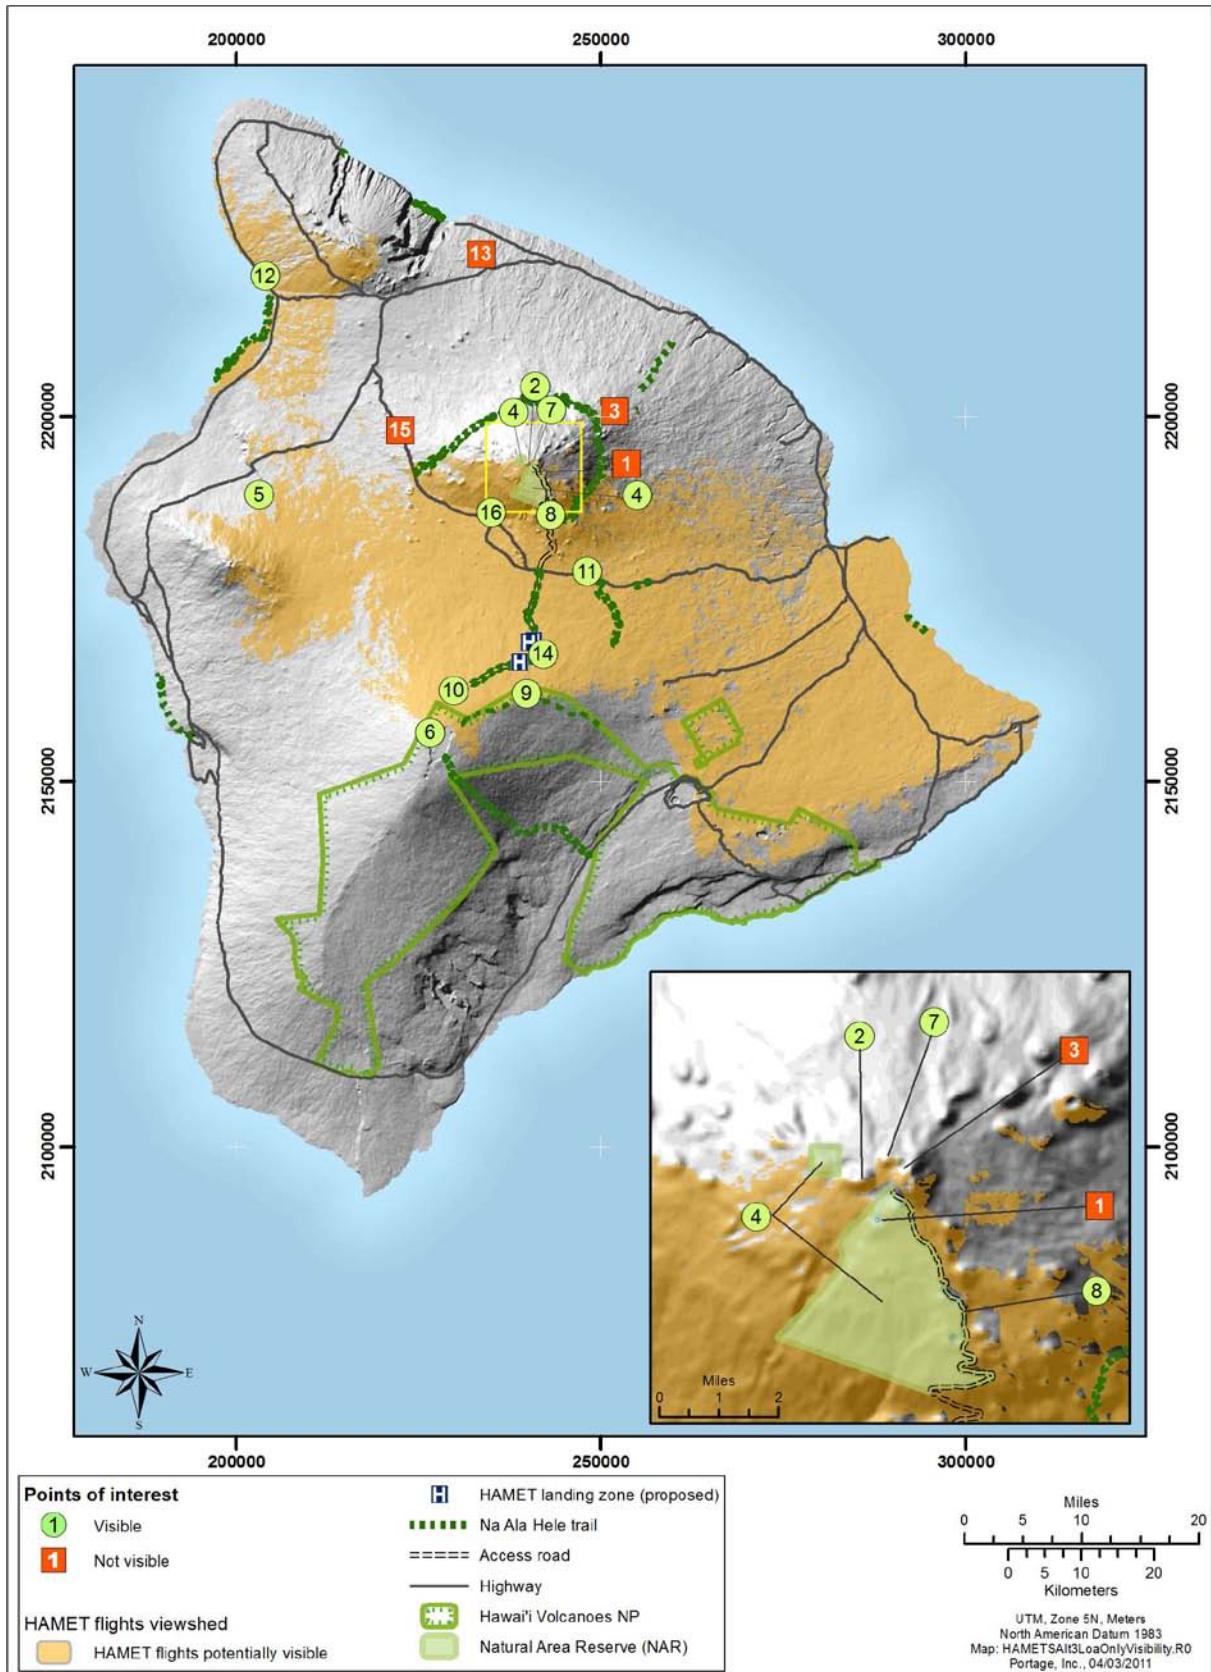 200000
250000
300000
13
12
2
4
7
3
2200000
2200000
15
1
5
4
16
8
11
14
10
9
6
2150000
2150000
7
2
3
2100000
2100000
1
4
8
N
W
E
S
Miles
0
1
2
200000
250000
300000
Points of interest
1 Visible
1 Not visible
HAMET flights viewshed
HAMET flights potentially visible
H HAMET landing zone (proposed)
Na Ala Hele trail
Access road
Highway
Hawai'i Volcanoes NP
Natural Area Reserve (NAR)
Miles
0 5 10 20
0 5 10 20
Kilometers
UTM, Zone 5N, Meters
North American Datum 1983
Map: HAMETSAlt3LoaOnlyVisibility.R0
Portage, Inc., 04/03/2011